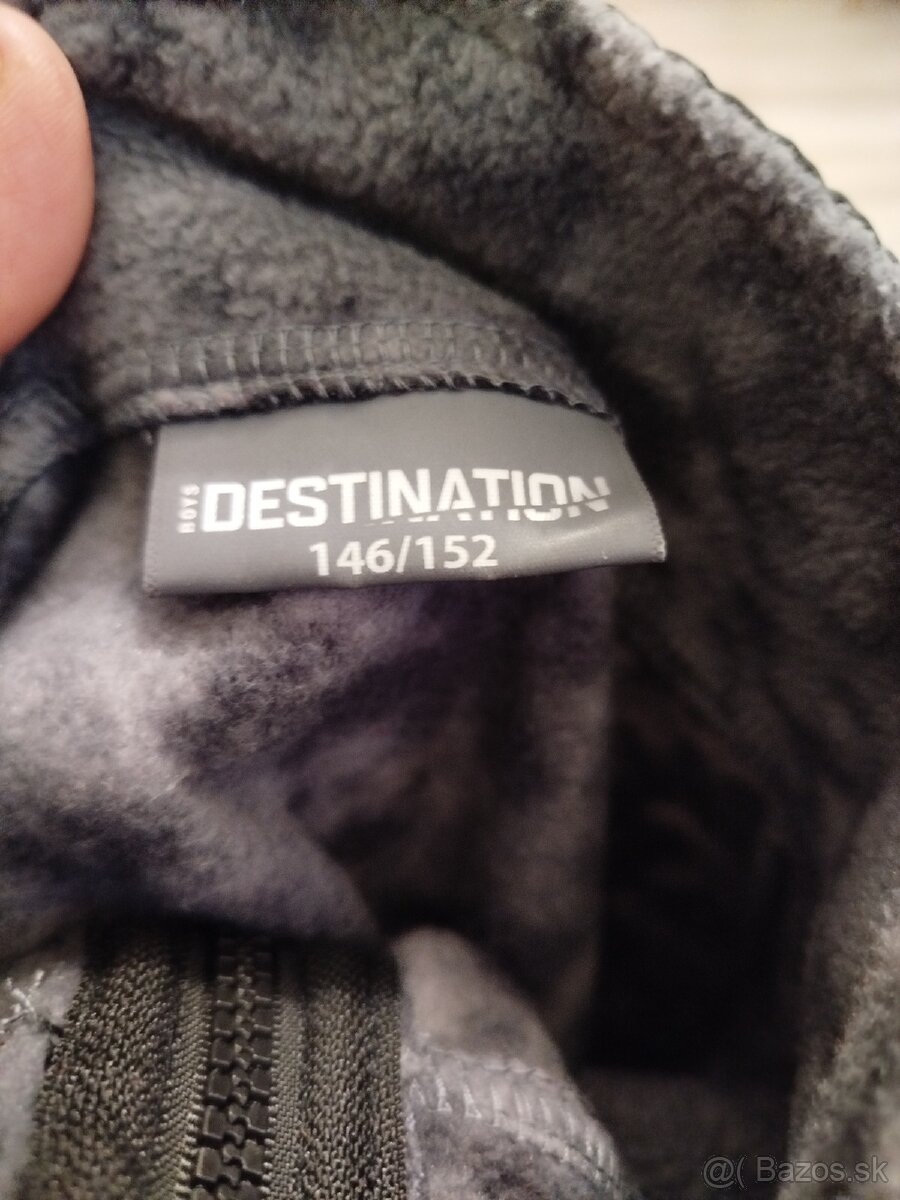 BOYS DESTINATION
146/152
@( Bazos.sk